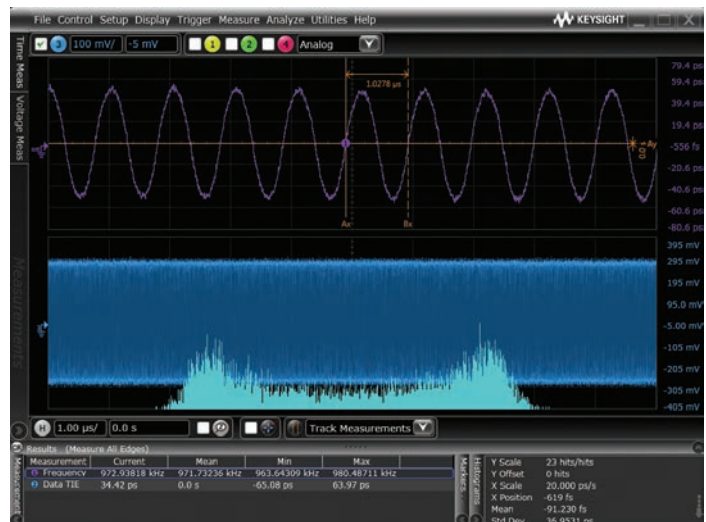 File Control Setup Display Trigger Measure Analyze Utilities Help
KEYSIGHT
3 100 mV/ -5 mV 1 2 4 Analog
Time Meas
Voltage Meas
Measurements
79.4 ps
59.4 ps
39.4 ps
19.4 ps
-556 fs
-20.6 ps
-40.6 ps
-60.6 ps
-80.6 ps
1.0278 µs
0.0 s
Ay
Ax
Bx
395 mV
295 mV
195 mV
95.0 mV
-5.00 mV
-105 mV
-205 mV
-305 mV
-405 mV
H 1.00 µs/ 0.0 s Track Measurements
Results (Measure All Edges)
Measurement Current Mean Min Max
Frequency 972.93818 kHz 971.73236 kHz 963.64309 kHz 980.48711 kHz
Data TIE 34.42 ps 0.0 s -65.08 ps 63.97 ps
Measurement
Markers
Histograms
Y Scale 23 hits/hits
Y Offset 0 hits
X Scale 20.000 ps/s
X Position -619 fs
Mean -91.230 fs
Std Dev 36.9531 ps